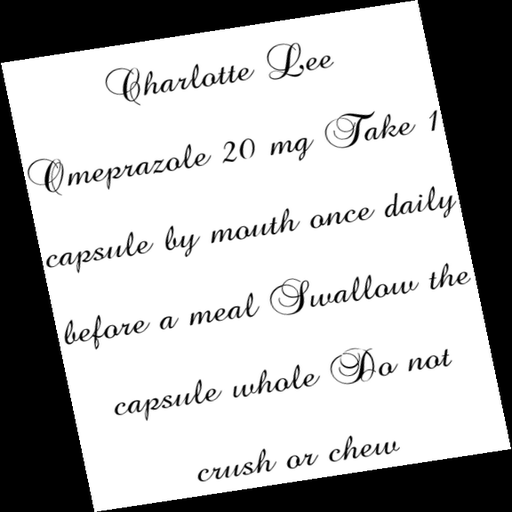 Charlotte Lee
Omeprazole 20 mg Take 1
capsule by mouth once daily
before a meal Swallow the
capsule whole Do not
crush or chew